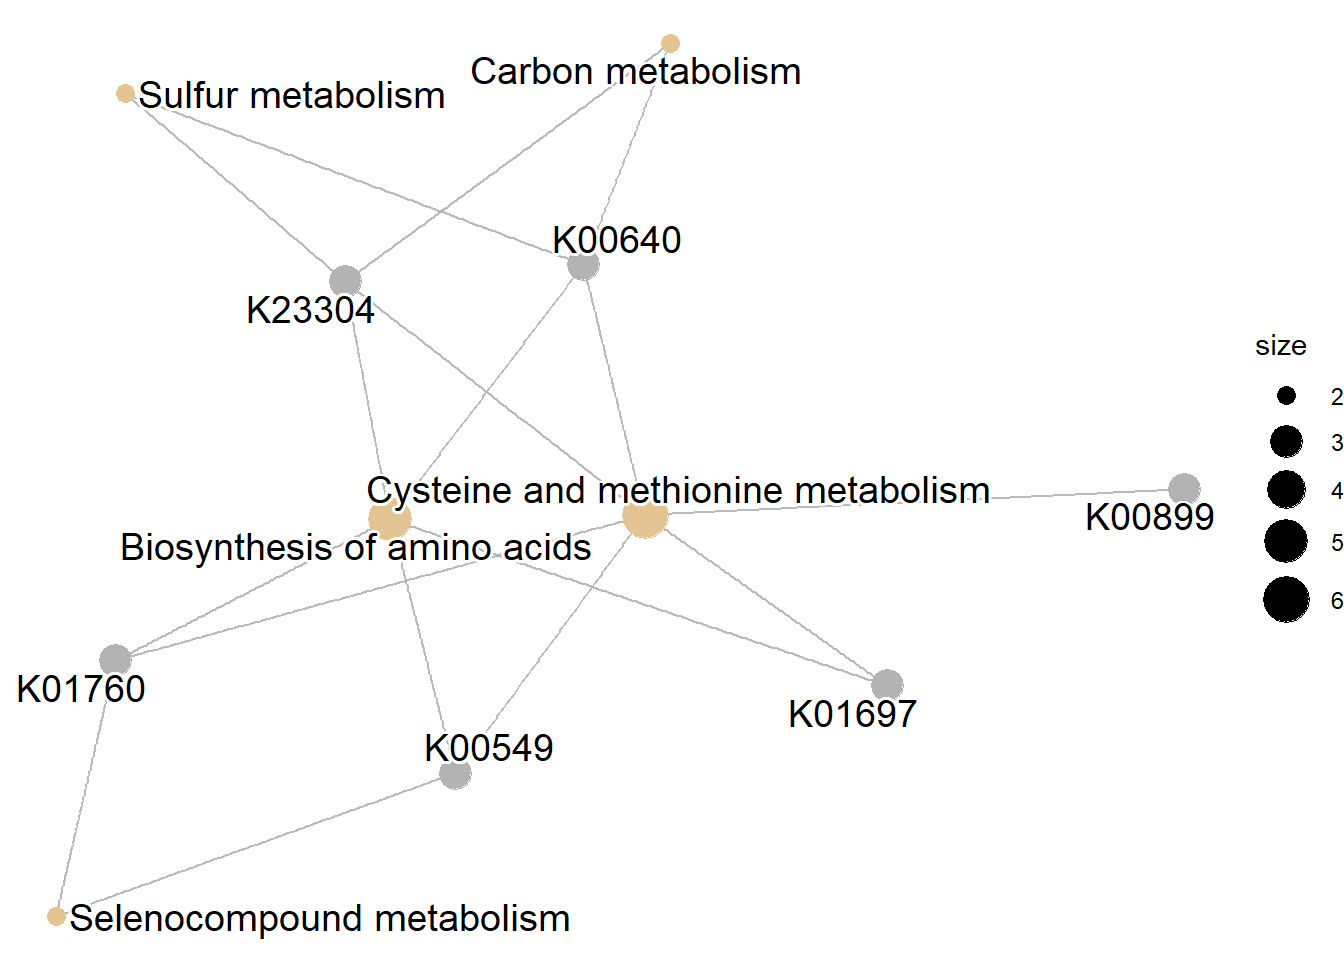 Carbon metabolism
Sulfur metabolism
K00640
K23304
size
2
3
4
5
6
Cysteine and methionine metabolism
K00899
Biosynthesis of amino acids
K01760
K01697
K00549
Selenocompound metabolism